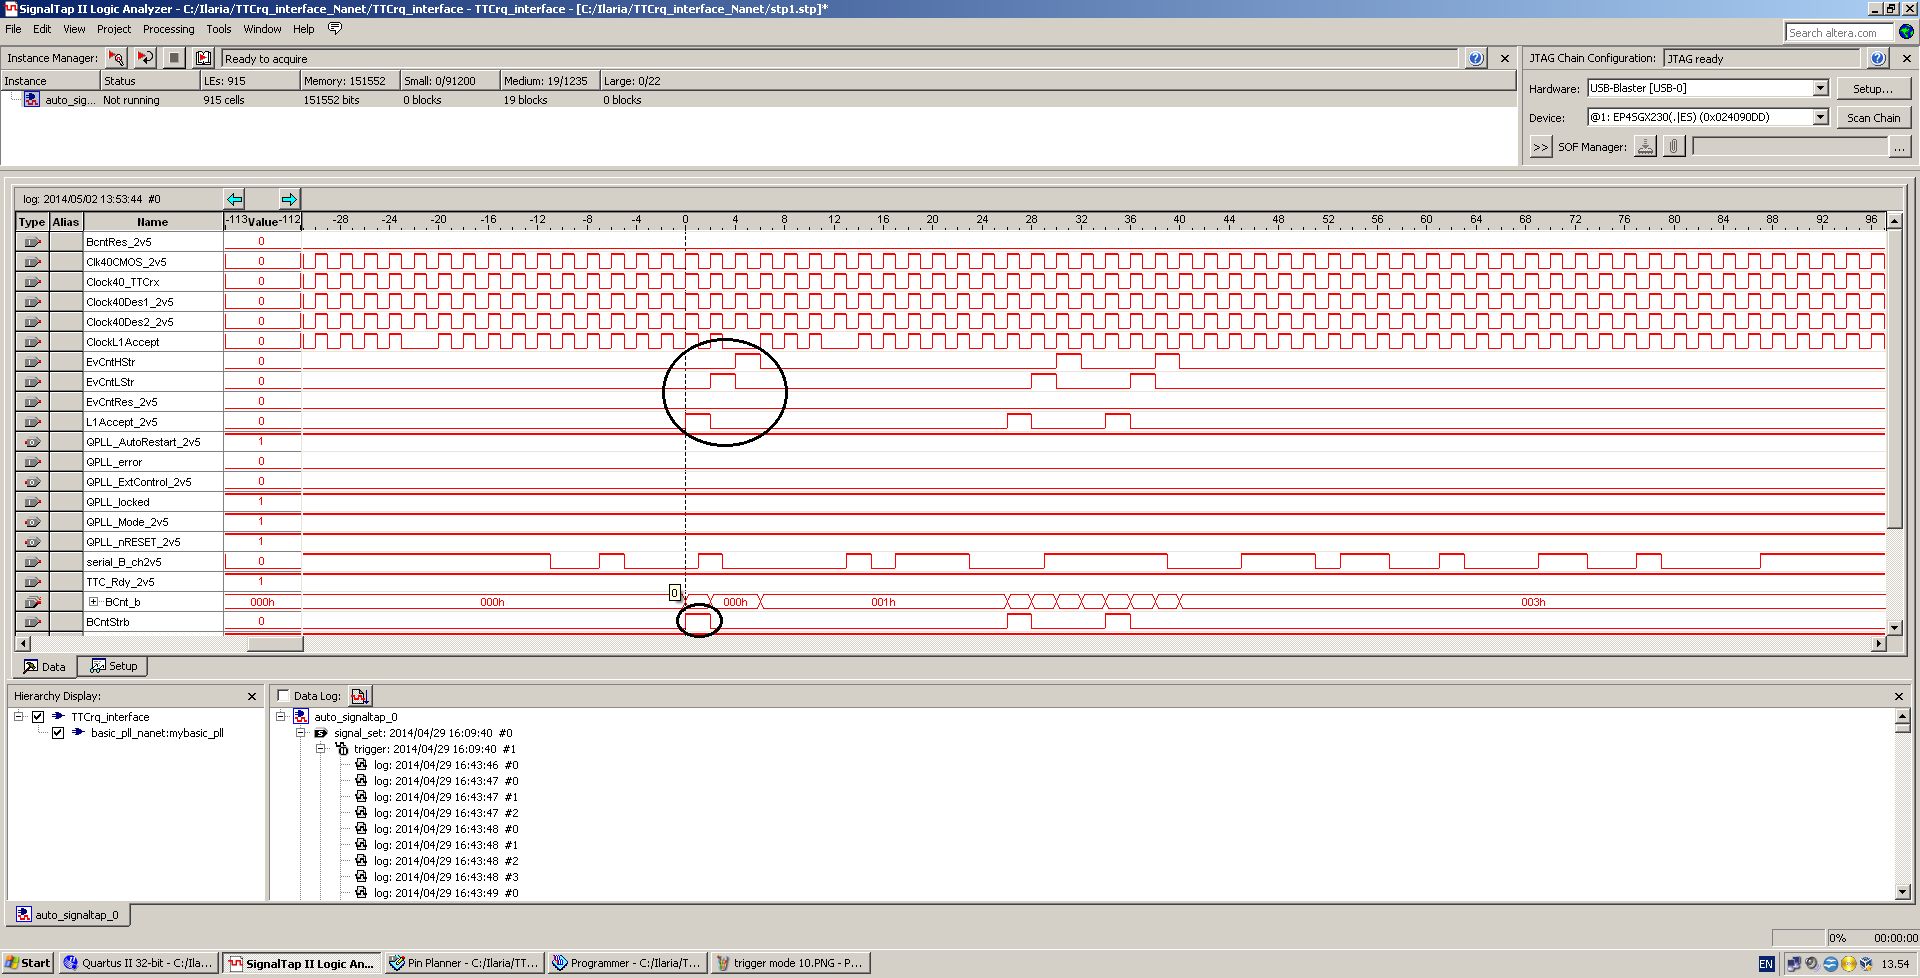 SignalTap II Logic Analyzer - C:/Ilaria/TTCrq_interface_Nanet/TTCrq_interface - TTCrq_interface - [C:/Ilaria/TTCrq_interface_Nanet/stp1.stp]*
File Edit View Project Processing Tools Window Help
Search altera.com
Instance Manager: Ready to acquire
JTAG Chain Configuration: JTAG ready
Instance Status LEs: 915 Memory: 151552 Small: 0/91200 Medium: 19/1235 Large: 0/22
auto_sig... Not running 915 cells 151552 bits 0 blocks 19 blocks 0 blocks
Hardware: USB-Blaster [USB-0] Setup...
Device: @1: EP4SGX230(.|ES) (0x024090DD) Scan Chain
>> SOF Manager: ...
log: 2014/05/02 13:53:44 #0
Type Alias Name -113 Value -112 -28 -24 -20 -16 -12 -8 -4 0 4 8 12 16 20 24 28 32 36 40 44 48 52 56 60 64 68 72 76 80 84 88 92 96
BcntRes_2v5 0
Clk40CMOS_2v5 0
Clock40_TTCrx 0
Clock40Des1_2v5 0
Clock40Des2_2v5 0
ClockL1Accept 0
EvCntHStr 0
EvCntLStr 0
EvCntRes_2v5 0
L1Accept_2v5 0
QPLL_AutoRestart_2v5 1
QPLL_error 0
QPLL_ExtControl_2v5 0
QPLL_locked 1
QPLL_Mode_2v5 1
QPLL_nRESET_2v5 1
serial_B_ch2v5 0
TTC_Rdy_2v5 1
0
BCnt_b 000h 000h 000h 001h 003h
BCntStrb 0
Data Setup
Hierarchy Display:
TTCrq_interface
basic_pll_nanet:mybasic_pll
Data Log:
auto_signaltap_0
signal_set: 2014/04/29 16:09:40 #0
trigger: 2014/04/29 16:09:40 #1
log: 2014/04/29 16:43:46 #0
log: 2014/04/29 16:43:47 #0
log: 2014/04/29 16:43:47 #1
log: 2014/04/29 16:43:47 #2
log: 2014/04/29 16:43:48 #0
log: 2014/04/29 16:43:48 #1
log: 2014/04/29 16:43:48 #2
log: 2014/04/29 16:43:48 #3
log: 2014/04/29 16:43:49 #0
auto_signaltap_0
0% 00:00:00
Start Quartus II 32-bit - C:/Ila... SignalTap II Logic An... Pin Planner - C:/Ilaria/TT... Programmer - C:/Ilaria/T... trigger mode 10.PNG - P... EN 13.54